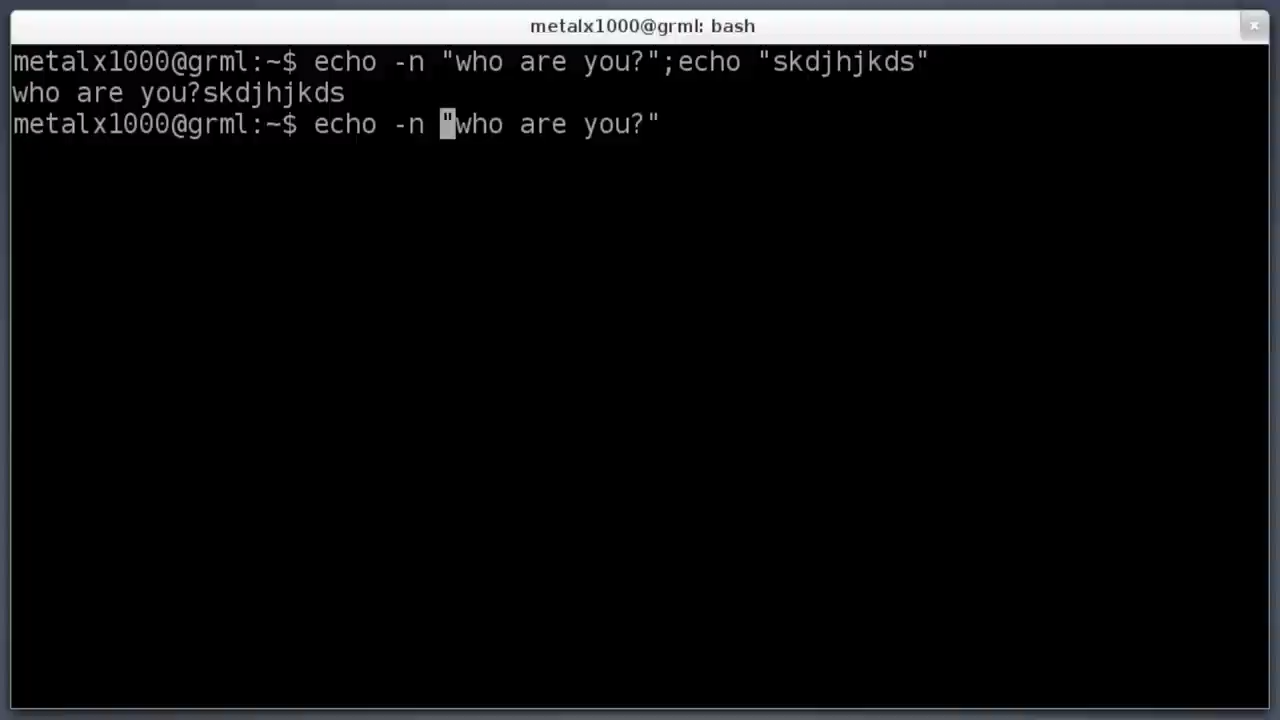 metalx1000@grml: bash
metalx1000@grml:~$ echo -n "who are you?";echo "skdjhjkds"
who are you?skdjhjkds
metalx1000@grml:~$ echo -n "who are you?"